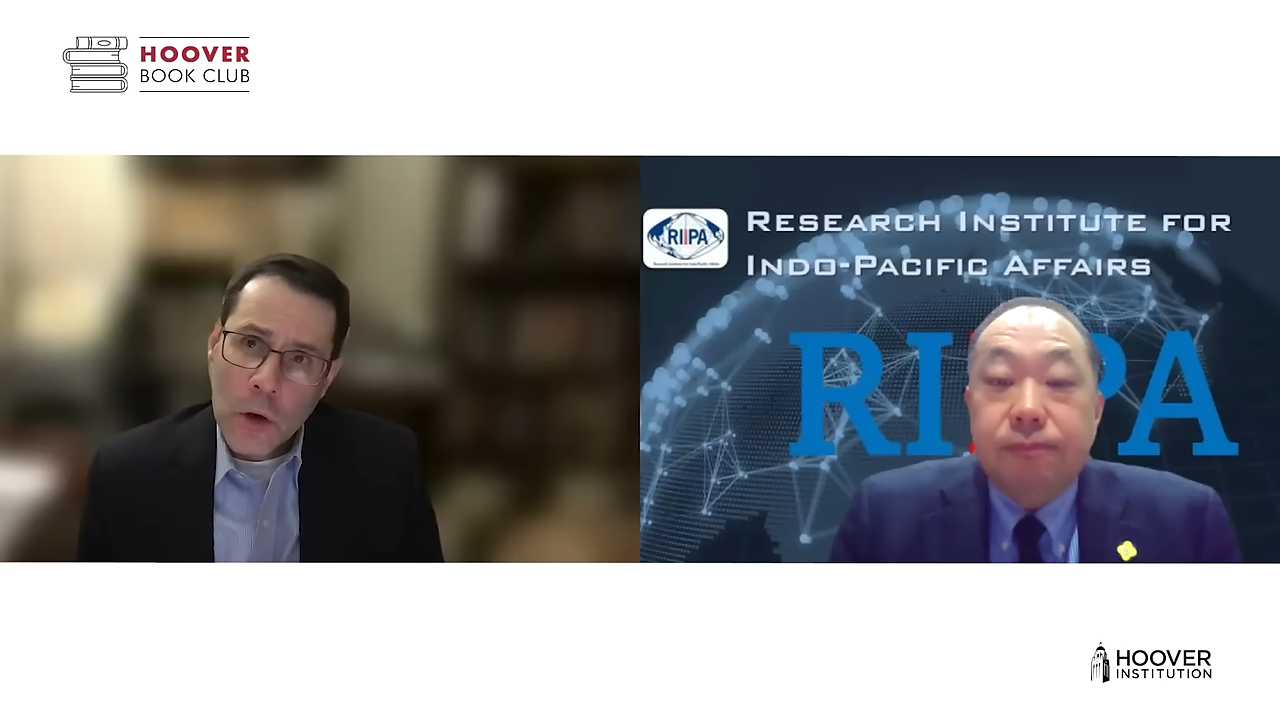 HOOVER
BOOK CLUB
RIIPA
RESEARCH INSTITUTE FOR
INDO-PACIFIC AFFAIRS
RI PA
HOOVER
INSTITUTION